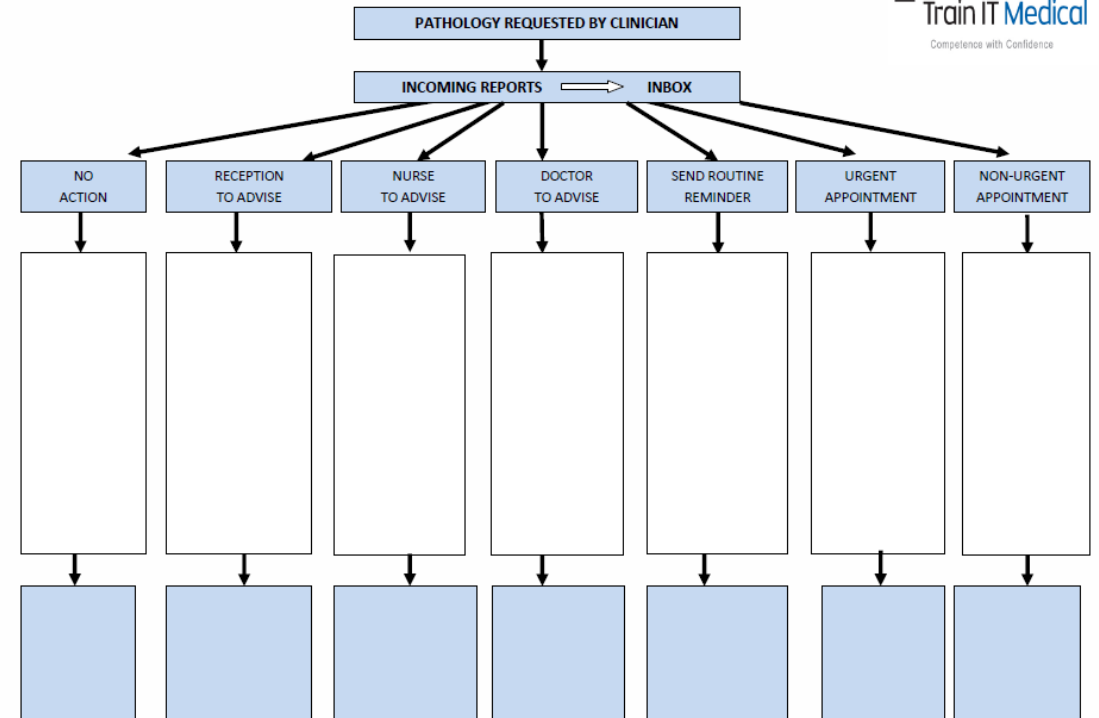 Train IT Medical
Competence with Confidence
PATHOLOGY REQUESTED BY CLINICIAN
INCOMING REPORTS INBOX
NO
ACTION
RECEPTION
TO ADVISE
NURSE
TO ADVISE
DOCTOR
TO ADVISE
SEND ROUTINE
REMINDER
URGENT
APPOINTMENT
NON-URGENT
APPOINTMENT